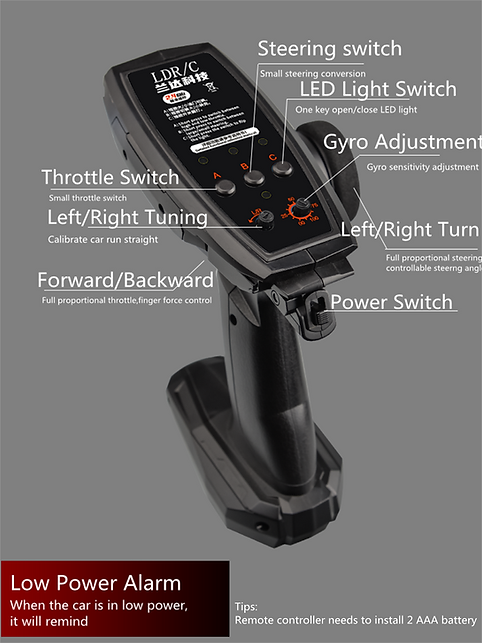 Steering switch
Small steering conversion
LED Light Switch
One key open/close LED light
Gyro Adjustment
Gyro sensitivity adjustment
LDR/C
兰达科技
A
B
C
Throttle Switch
Small throttle switch
Left/Right Tuning
Calibrate car run straight
Left/Right Turn
Full proportional steering
controllable steerng angl
Forward/Backward
Full proportional throttle,finger force control
Power Switch
Low Power Alarm
When the car is in low power,
it will remind
Tips:
Remote controller needs to install 2 AAA battery